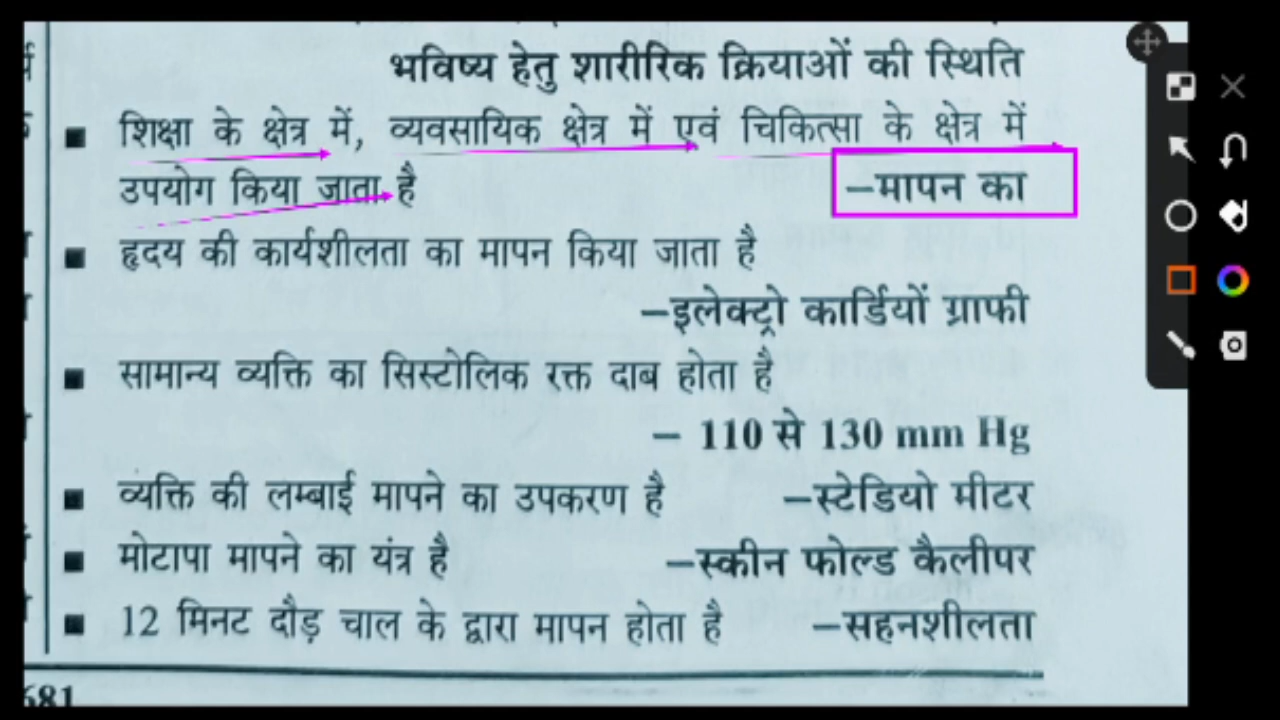 भविष्य हेतु शारीरिक क्रियाओं की स्थिति
■ शिक्षा के क्षेत्र में, व्यवसायिक क्षेत्र में एवं चिकित्सा के क्षेत्र में
उपयोग किया जाता है –मापन का
■ हृदय की कार्यशीलता का मापन किया जाता है
–इलेक्ट्रो कार्डियों ग्राफी
■ सामान्य व्यक्ति का सिस्टोलिक रक्त दाब होता है
– 110 से 130 mm Hg
■ व्यक्ति की लम्बाई मापने का उपकरण है –स्टेडियो मीटर
■ मोटापा मापने का यंत्र है –स्कीन फोल्ड कैलीपर
■ 12 मिनट दौड़ चाल के द्वारा मापन होता है –सहनशीलता
681